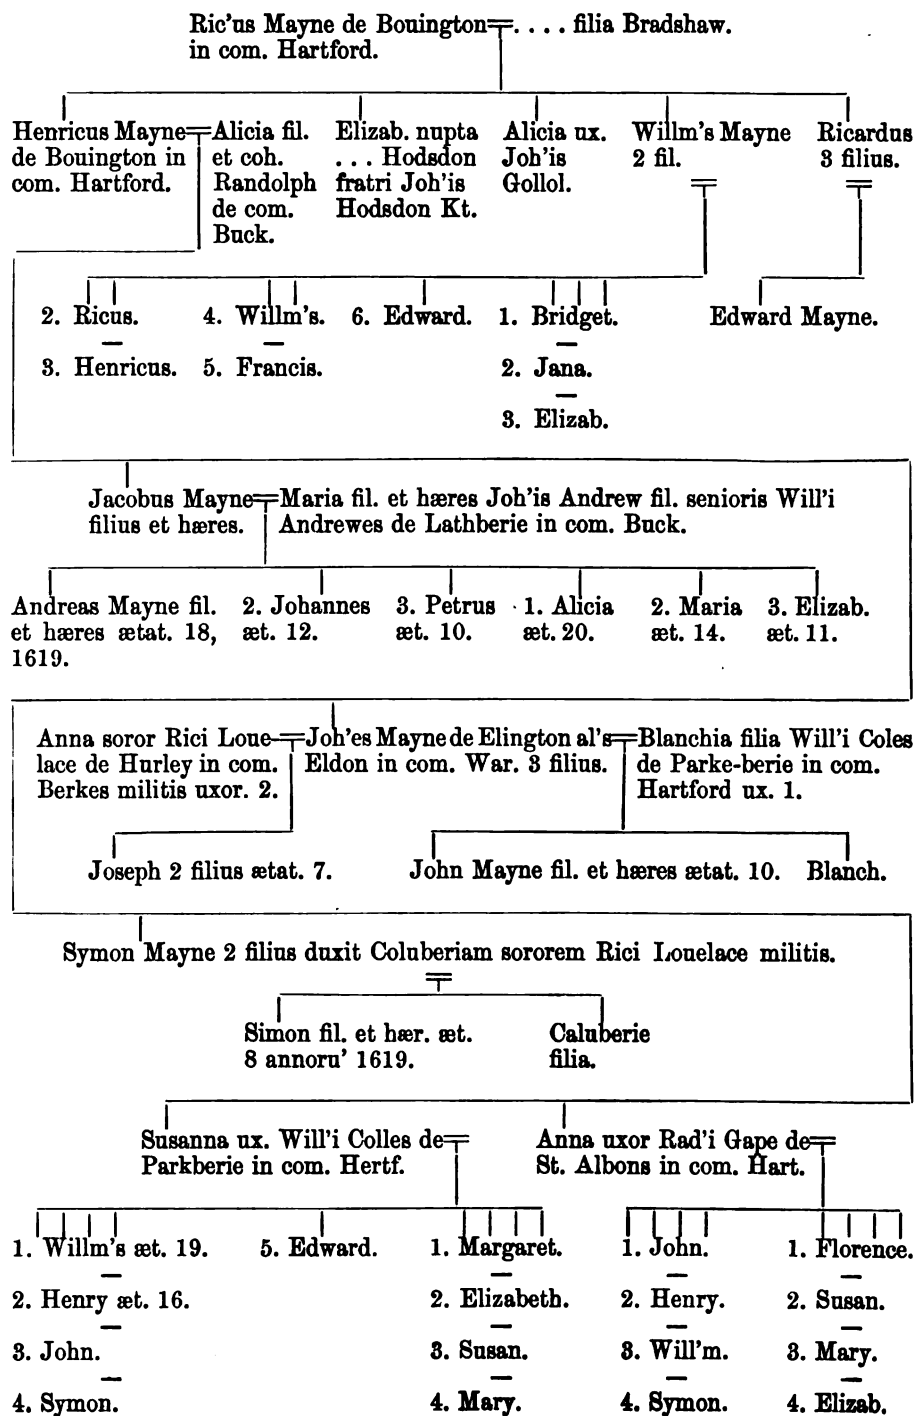 Ric'us Mayne de Bouington=. . . . filia Bradshaw.
in com. Hartford.
Henricus Mayne=Alicia fil.
de Bouington in et coh.
com. Hartford. Randolph
de com.
Buck.
Elizab. nupta
. . . Hodsdon
fratri Joh'is
Hodsdon Kt.
Alicia ux.
Joh'is
Gollol.
Willm's Mayne
2 fil.
Ricardus
3 filius.
2. Ricus.
3. Henricus.
4. Willm's.
5. Francis.
6. Edward.
1. Bridget.
2. Jana.
3. Elizab.
Edward Mayne.
Jacobus Mayne=Maria fil. et hæres Joh'is Andrew fil. senioris Will'i
filius et hæres. Andrewes de Lathberie in com. Buck.
Andreas Mayne fil.
et hæres ætat. 18,
1619.
2. Johannes
æt. 12.
3. Petrus
æt. 10.
1. Alicia
æt. 20.
2. Maria
æt. 14.
3. Elizab.
æt. 11.
Anna soror Rici Loue-=Joh'es Mayne de Elington al's=Blanchia filia Will'i Coles
lace de Hurley in com. Eldon in com. War. 3 filius. de Parke-berie in com.
Berkes militis uxor. 2. Hartford ux. 1.
Joseph 2 filius ætat. 7.
John Mayne fil. et hæres ætat. 10.
Blanch.
Symon Mayne 2 filius duxit Coluberiam sororem Rici Louelace militis.
Simon fil. et hær. æt.
8 annoru' 1619.
Caluberie
filia.
Susanna ux. Will'i Colles de=
Parkberie in com. Hertf.
Anna uxor Rad'i Gape de=
St. Albons in com. Hart.
1. Willm's æt. 19.
2. Henry æt. 16.
3. John.
4. Symon.
5. Edward.
1. Margaret.
2. Elizabeth.
3. Susan.
4. Mary.
1. John.
2. Henry.
3. Will'm.
4. Symon.
1. Florence.
2. Susan.
3. Mary.
4. Elizab.